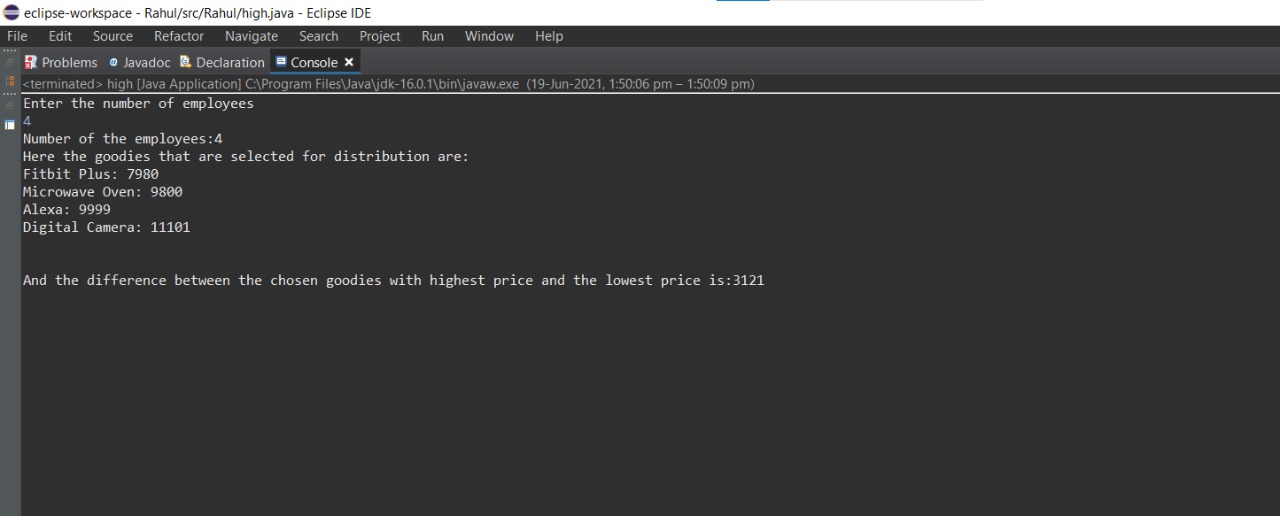 eclipse-workspace - Rahul/src/Rahul/high.java - Eclipse IDE
File Edit Source Refactor Navigate Search Project Run Window Help
Problems Javadoc Declaration Console
<terminated> high [Java Application] C:\Program Files\Java\jdk-16.0.1\bin\javaw.exe (19-Jun-2021, 1:50:06 pm – 1:50:09 pm)
Enter the number of employees
4
Number of the employees:4
Here the goodies that are selected for distribution are:
Fitbit Plus: 7980
Microwave Oven: 9800
Alexa: 9999
Digital Camera: 11101
And the difference between the chosen goodies with highest price and the lowest price is:3121